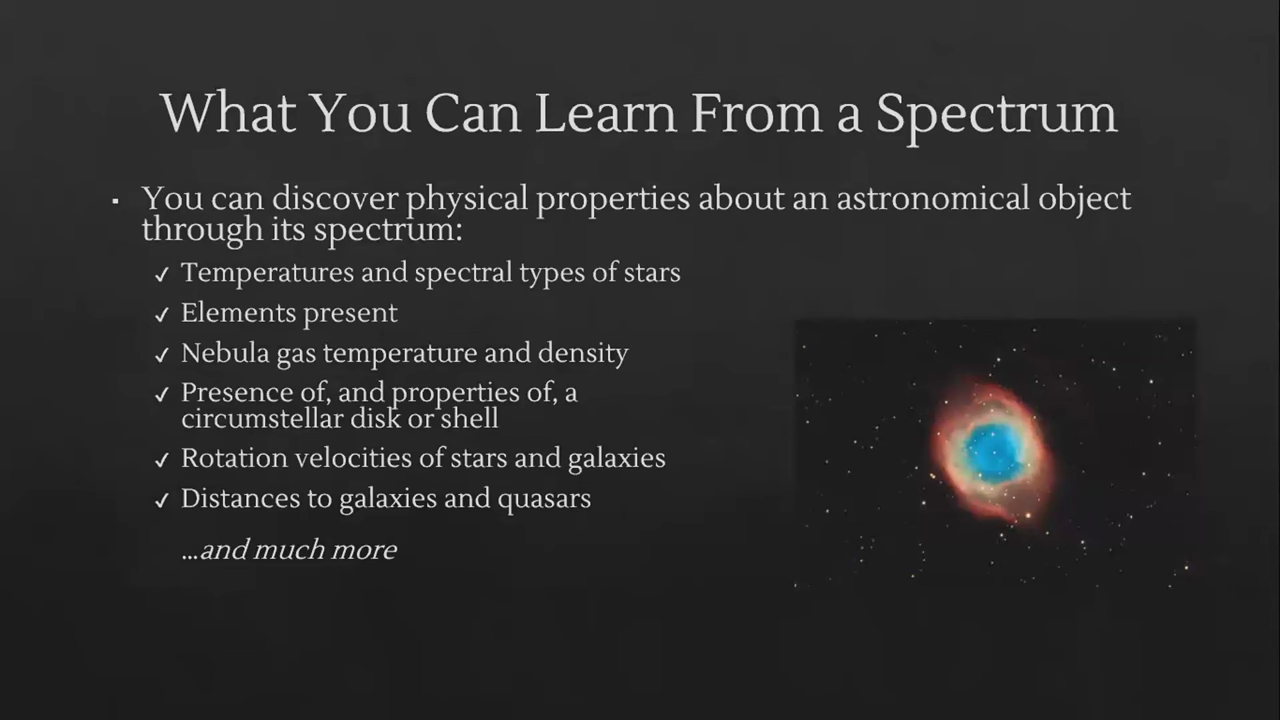 What You Can Learn From a Spectrum
▪ You can discover physical properties about an astronomical object
through its spectrum:
✓ Temperatures and spectral types of stars
✓ Elements present
✓ Nebula gas temperature and density
✓ Presence of, and properties of, a
circumstellar disk or shell
✓ Rotation velocities of stars and galaxies
✓ Distances to galaxies and quasars
...and much more